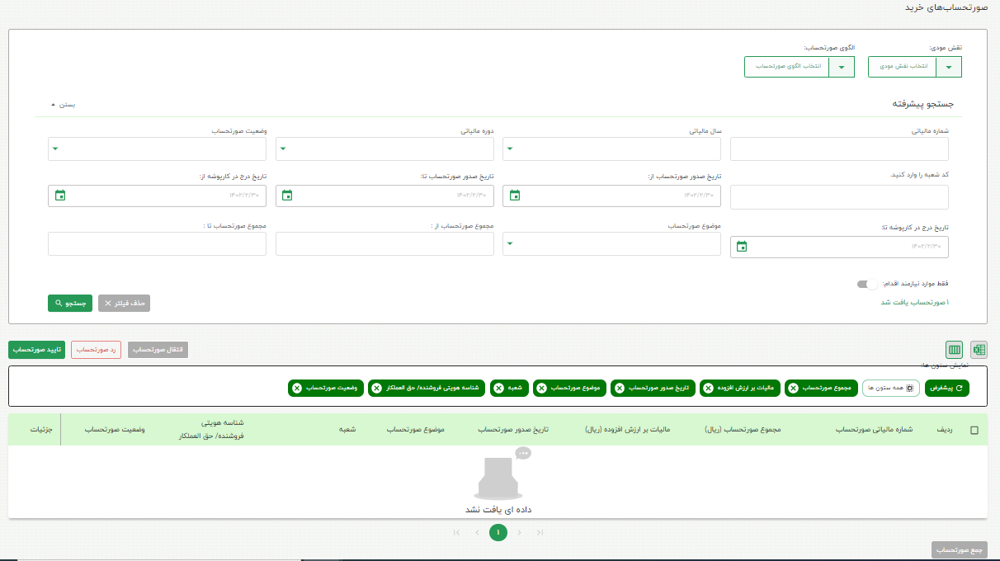 صورتحساب‌های خرید
نقش مودی:
الگوی صورتحساب:
انتخاب نقش مودی
انتخاب الگوی صورتحساب
جستجو پیشرفته
بستن
شماره مالیاتی
سال مالیاتی
دوره مالیاتی
وضعیت صورتحساب
کد شعبه را وارد کنید.
تاریخ صدور صورتحساب از:
تاریخ صدور صورتحساب تا:
تاریخ درج در کارپوشه از:
۱۴۰۲/۲/۳۰
۱۴۰۲/۲/۳۰
۱۴۰۲/۲/۳۰
تاریخ درج در کارپوشه تا:
موضوع صورتحساب
مجموع صورتحساب از :
مجموع صورتحساب تا :
۱۴۰۲/۲/۳۰
فقط موارد نیازمند اقدام:
۱ صورتحساب یافت شد
حذف فیلتر
جستجو
انتقال صورتحساب
رد صورتحساب
تایید صورتحساب
نمایش ستون ها:
پیشفرض
همه ستون ها
مجموع صورتحساب
مالیات بر ارزش افزوده
تاریخ صدور صورتحساب
موضوع صورتحساب
شعبه
شناسه هویتی فروشنده/ حق العملکار
وضعیت صورتحساب
ردیف
شماره مالیاتی صورتحساب
مجموع صورتحساب (ریال)
مالیات بر ارزش افزوده (ریال)
تاریخ صدور صورتحساب
موضوع صورتحساب
شعبه
شناسه هویتی
فروشنده/ حق العملکار
وضعیت صورتحساب
جزئیات
داده ای یافت نشد
۱
جمع صورتحساب